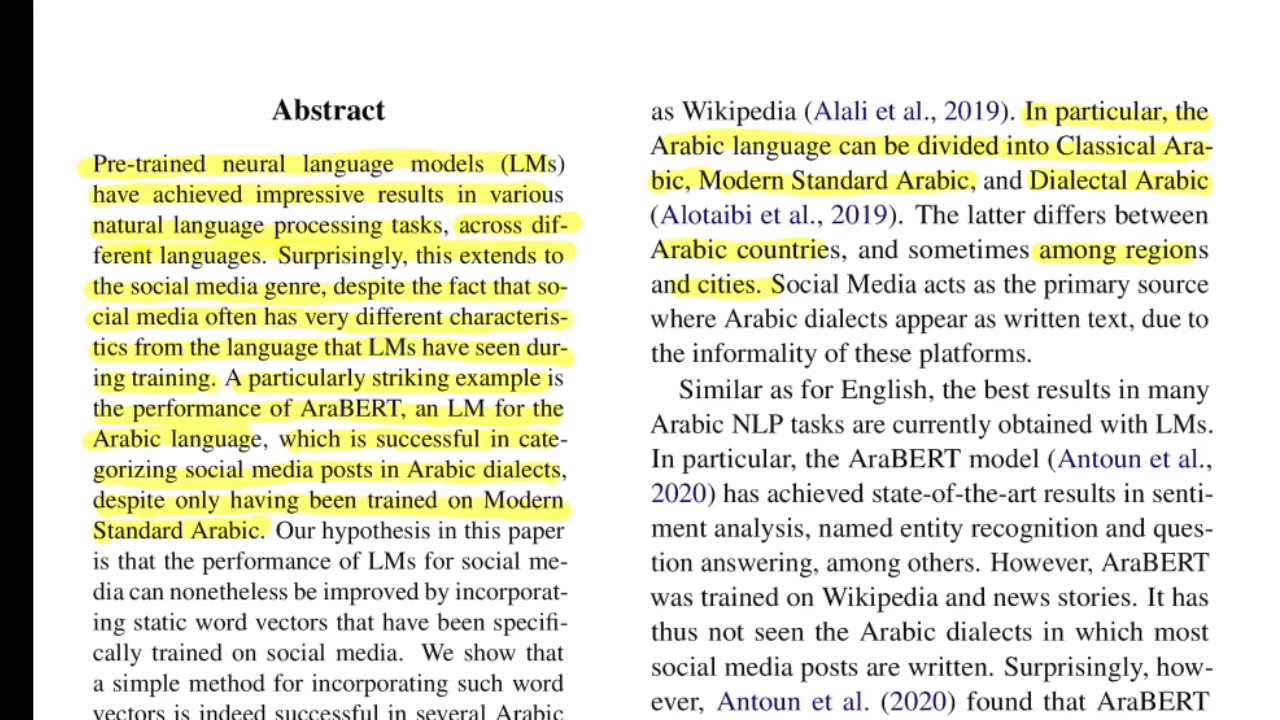 Abstract
Pre-trained neural language models (LMs)
have achieved impressive results in various
natural language processing tasks, across dif-
ferent languages. Surprisingly, this extends to
the social media genre, despite the fact that so-
cial media often has very different characteris-
tics from the language that LMs have seen dur-
ing training. A particularly striking example is
the performance of AraBERT, an LM for the
Arabic language, which is successful in cate-
gorizing social media posts in Arabic dialects,
despite only having been trained on Modern
Standard Arabic. Our hypothesis in this paper
is that the performance of LMs for social me-
dia can nonetheless be improved by incorporat-
ing static word vectors that have been specifi-
cally trained on social media. We show that
a simple method for incorporating such word
vectors is indeed successful in several Arabic
as Wikipedia (Alali et al., 2019). In particular, the
Arabic language can be divided into Classical Ara-
bic, Modern Standard Arabic, and Dialectal Arabic
(Alotaibi et al., 2019). The latter differs between
Arabic countries, and sometimes among regions
and cities. Social Media acts as the primary source
where Arabic dialects appear as written text, due to
the informality of these platforms.
Similar as for English, the best results in many
Arabic NLP tasks are currently obtained with LMs.
In particular, the AraBERT model (Antoun et al.,
2020) has achieved state-of-the-art results in senti-
ment analysis, named entity recognition and ques-
tion answering, among others. However, AraBERT
was trained on Wikipedia and news stories. It has
thus not seen the Arabic dialects in which most
social media posts are written. Surprisingly, how-
ever, Antoun et al. (2020) found that AraBERT